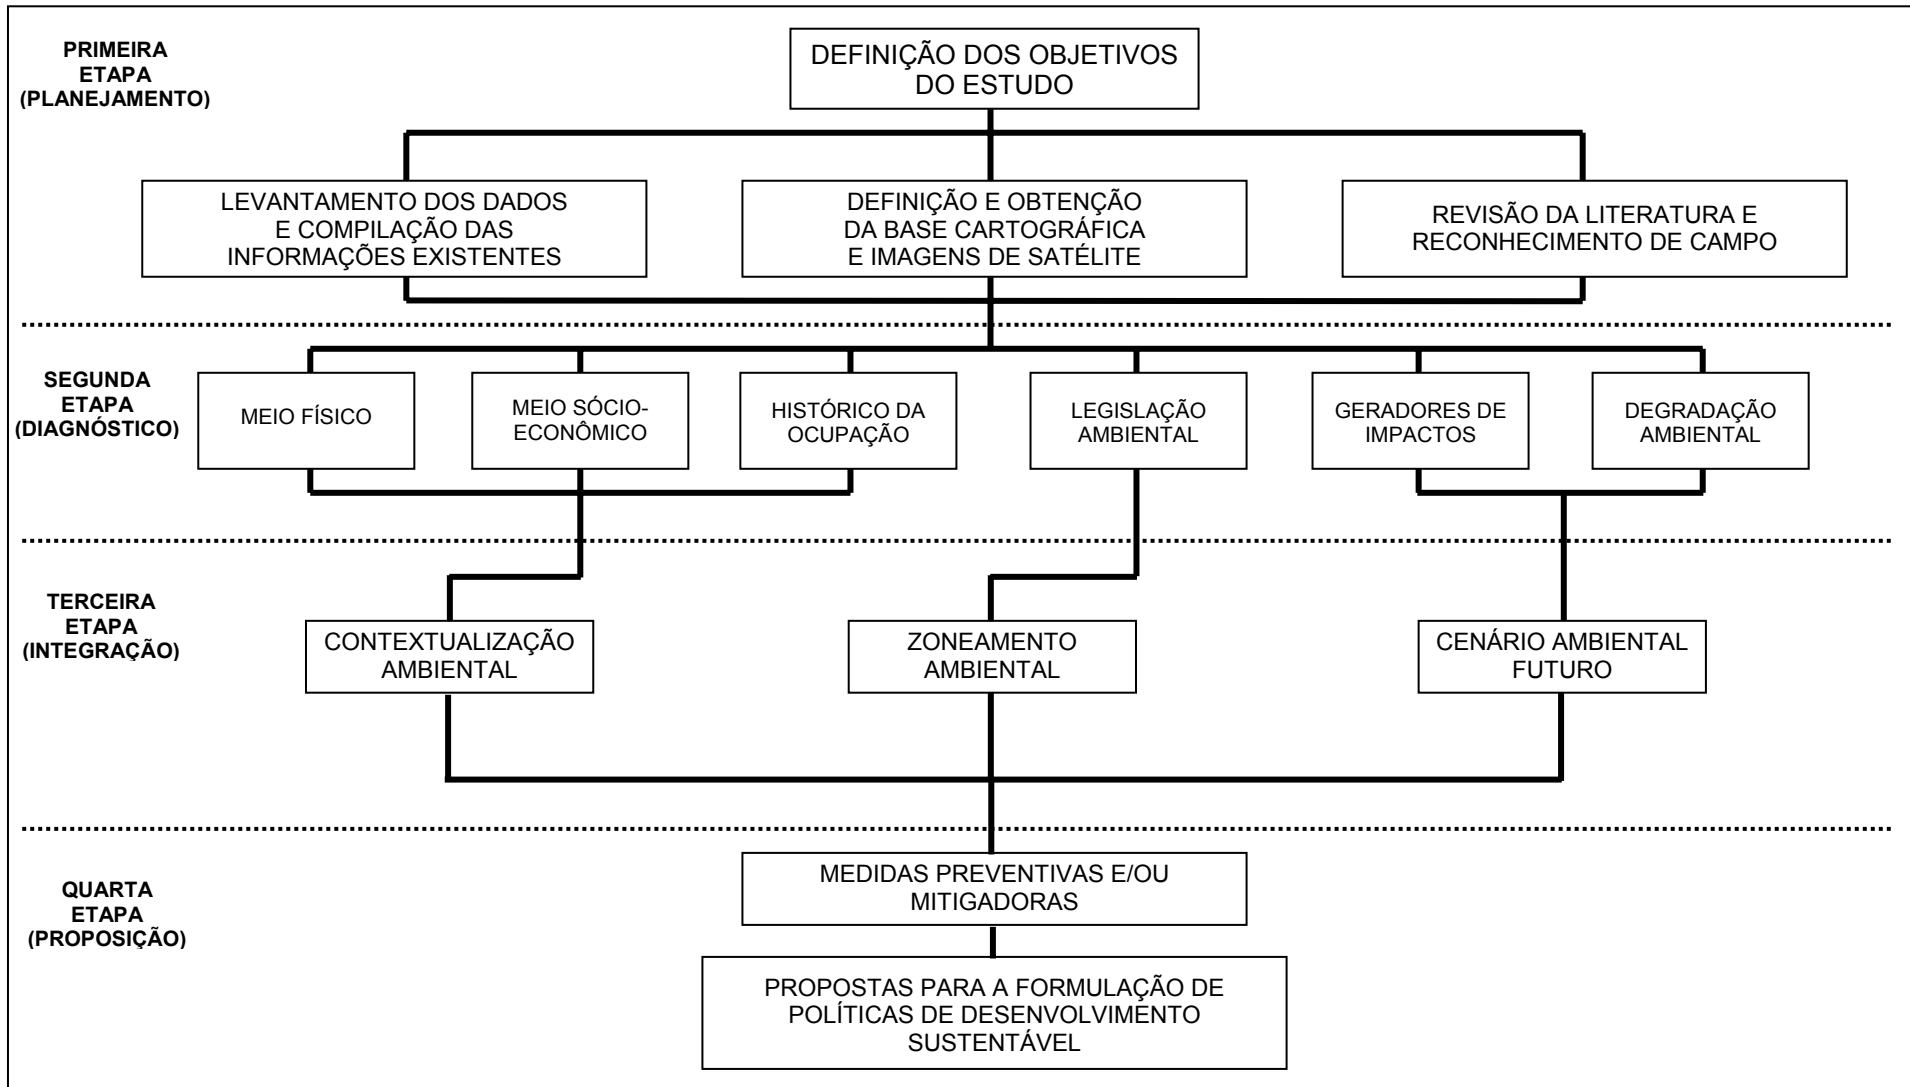 PRIMEIRA
ETAPA
(PLANEJAMENTO)
DEFINIÇÃO DOS OBJETIVOS
DO ESTUDO
LEVANTAMENTO DOS DADOS
E COMPILAÇÃO DAS
INFORMAÇÕES EXISTENTES
DEFINIÇÃO E OBTENÇÃO
DA BASE CARTOGRÁFICA
E IMAGENS DE SATÉLITE
REVISÃO DA LITERATURA E
RECONHECIMENTO DE CAMPO
SEGUNDA
ETAPA
(DIAGNÓSTICO)
MEIO FÍSICO
MEIO SÓCIO-
ECONÔMICO
HISTÓRICO DA
OCUPAÇÃO
LEGISLAÇÃO
AMBIENTAL
GERADORES DE
IMPACTOS
DEGRADAÇÃO
AMBIENTAL
TERCEIRA
ETAPA
(INTEGRAÇÃO)
CONTEXTUALIZAÇÃO
AMBIENTAL
ZONEAMENTO
AMBIENTAL
CENÁRIO AMBIENTAL
FUTURO
QUARTA
ETAPA
(PROPOSIÇÃO)
MEDIDAS PREVENTIVAS E/OU
MITIGADORAS
PROPOSTAS PARA A FORMULAÇÃO DE
POLÍTICAS DE DESENVOLVIMENTO
SUSTENTÁVEL